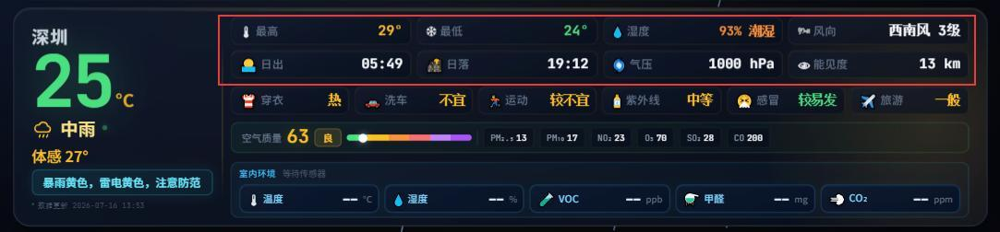 深圳
25°C
中雨
体感 27°
暴雨黄色，雷电黄色，注意防范
* 数据更新 2026-07-16 13:53
最高 29° 最低 24° 湿度 93% 潮湿 风向 西南风 3级
日出 05:49 日落 19:12 气压 1000 hPa 能见度 13 km
穿衣 热 洗车 不宜 运动 较不宜 紫外线 中等 感冒 较易发 旅游 一般
空气质量 63 良 PM₂.₅ 13 PM₁₀ 17 NO₂ 23 O₃ 70 SO₂ 28 CO 200
室内环境 等待传感器
温度 -- °C 湿度 -- % VOC -- ppb 甲醛 -- mg CO₂ -- ppm